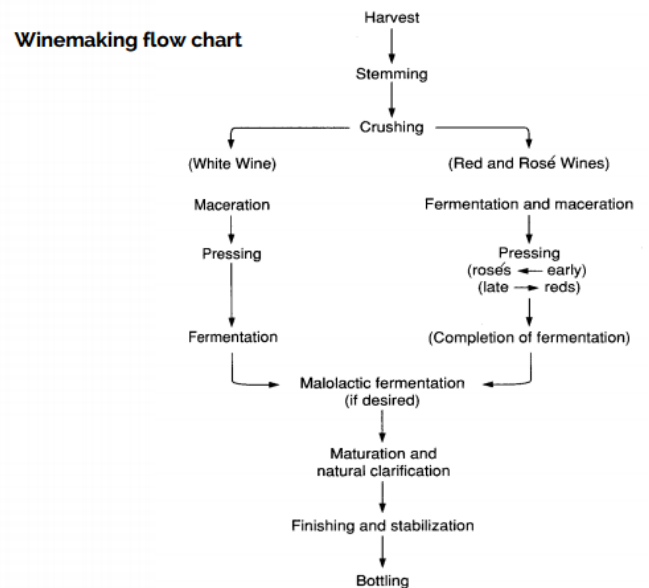 Winemaking flow chart
Harvest
Stemming
Crushing
(White Wine)
(Red and Rosé Wines)
Maceration
Fermentation and maceration
Pressing
Pressing
(rosés early)
(late reds)
Fermentation
(Completion of fermentation)
Malolactic fermentation
(if desired)
Maturation and
natural clarification
Finishing and stabilization
Bottling